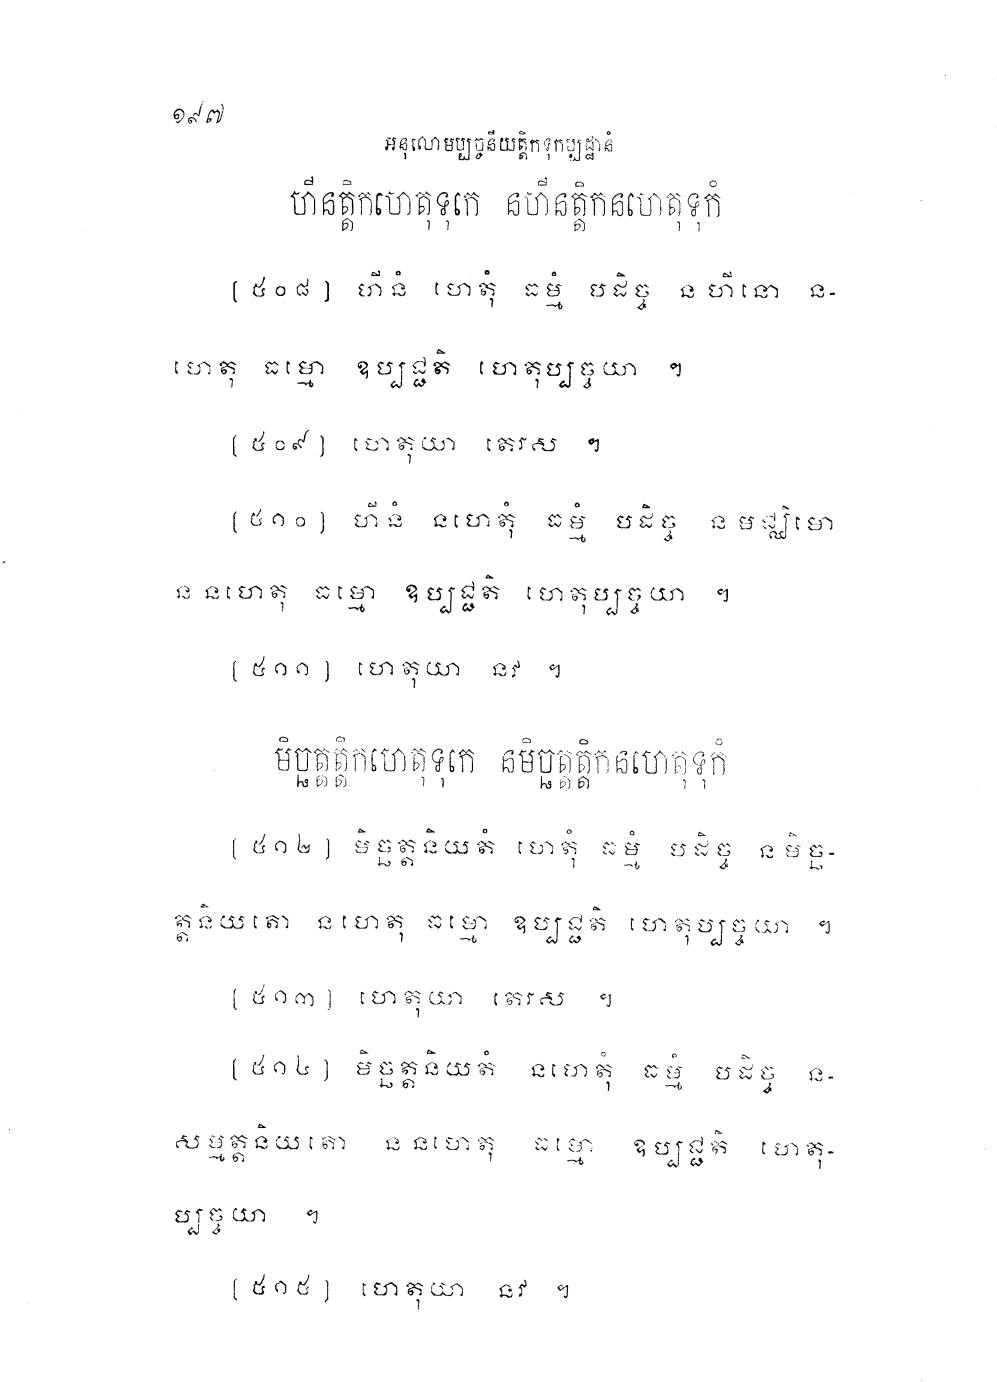 ១៩៧
អនុលោមប្បច្ចនីយត្តិកទុកប្បដ្ឋានំ
ហីនត្តិកហេតុទុកេ នហីនត្តិកនហេតុទុកំ
[៥០៨] ហីនំ ហេតុំ ធម្មំ បដិច្ច នហីនោ ន-
ហេតុ ធម្មោ ឧប្បជ្ជតិ ហេតុប្បច្ចយា ។
[៥០៩] ហេតុយា តេរស ។
[៥១០] ហីនំ នហេតុំ ធម្មំ បដិច្ច នមជ្ឈិមោ
ននហេតុ ធម្មោ ឧប្បជ្ជតិ ហេតុប្បច្ចយា ។
[៥១១] ហេតុយា នវ ។
មិច្ឆត្តត្តិកហេតុទុកេ នមិច្ឆត្តត្តិកនហេតុទុកំ
[៥១២] មិច្ឆត្តនិយតំ ហេតុំ ធម្មំ បដិច្ច នមិច្ឆ-
ត្តនិយតោ នហេតុ ធម្មោ ឧប្បជ្ជតិ ហេតុប្បច្ចយា ។
[៥១៣] ហេតុយា តេរស ។
[៥១៤] មិច្ឆត្តនិយតំ នហេតុំ ធម្មំ បដិច្ច ន-
សម្មត្តនិយតោ ននហេតុ ធម្មោ ឧប្បជ្ជតិ ហេតុ-
ប្បច្ចយា ។
[៥១៥] ហេតុយា នវ ។